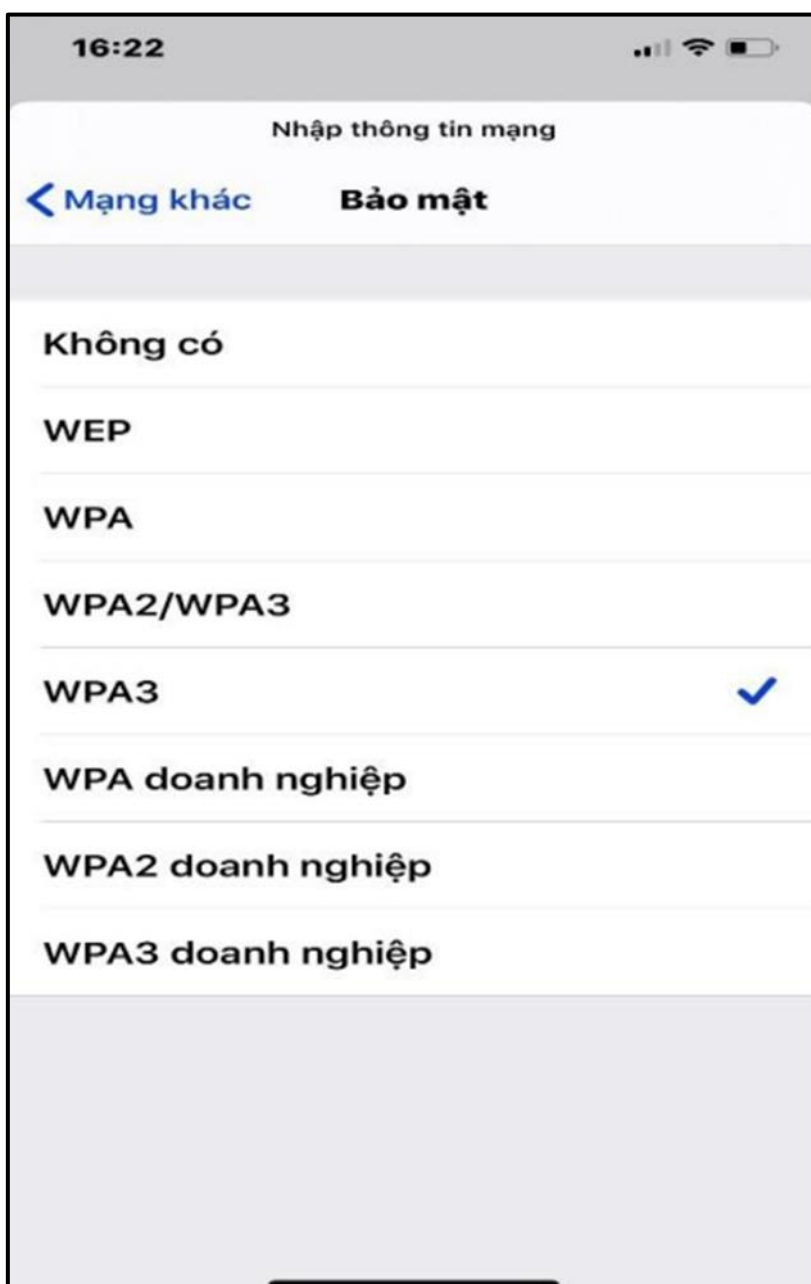 16:22
Nhập thông tin mạng
Mạng khác
Bảo mật
Không có
WEP
WPA
WPA2/WPA3
WPA3
WPA doanh nghiệp
WPA2 doanh nghiệp
WPA3 doanh nghiệp